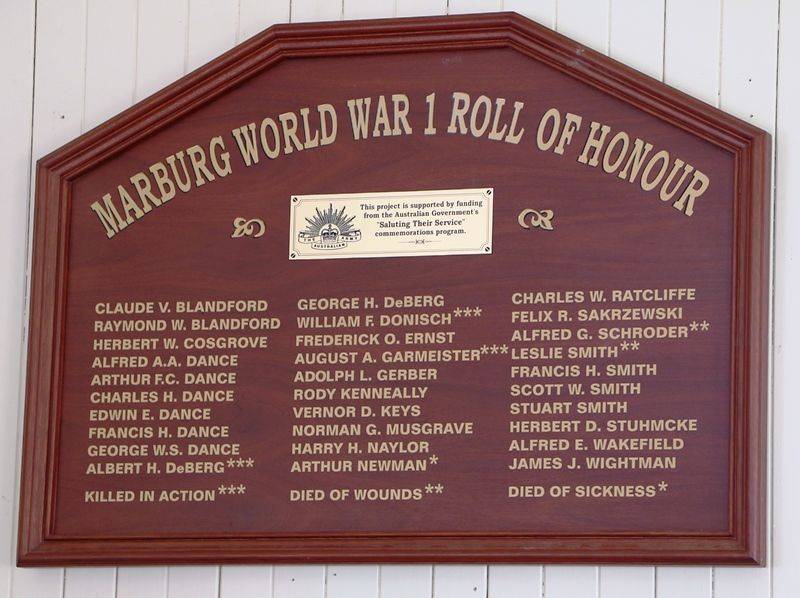 MARBURG WORLD WAR 1 ROLL OF HONOUR
This project is supported by funding
from the Australian Government's
"Saluting Their Service"
commemorations program.
THE ARMY
AUSTRALIAN
CLAUDE V. BLANDFORD
RAYMOND W. BLANDFORD
HERBERT W. COSGROVE
ALFRED A.A. DANCE
ARTHUR F.C. DANCE
CHARLES H. DANCE
EDWIN E. DANCE
FRANCIS H. DANCE
GEORGE W.S. DANCE
ALBERT H. DeBERG***
GEORGE H. DeBERG
WILLIAM F. DONISCH***
FREDERICK O. ERNST
AUGUST A. GARMEISTER***
ADOLPH L. GERBER
RODY KENNEALLY
VERNOR D. KEYS
NORMAN G. MUSGRAVE
HARRY H. NAYLOR
ARTHUR NEWMAN*
CHARLES W. RATCLIFFE
FELIX R. SAKRZEWSKI
ALFRED G. SCHRODER**
LESLIE SMITH**
FRANCIS H. SMITH
SCOTT W. SMITH
STUART SMITH
HERBERT D. STUHMCKE
ALFRED E. WAKEFIELD
JAMES J. WIGHTMAN
KILLED IN ACTION***
DIED OF WOUNDS**
DIED OF SICKNESS*